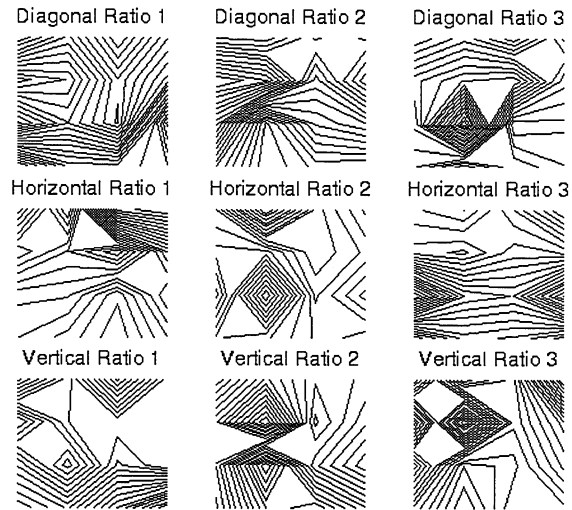 Diagonal Ratio 1 Diagonal Ratio 2 Diagonal Ratio 3
Horizontal Ratio 1 Horizontal Ratio 2 Horizontal Ratio 3
Vertical Ratio 1 Vertical Ratio 2 Vertical Ratio 3